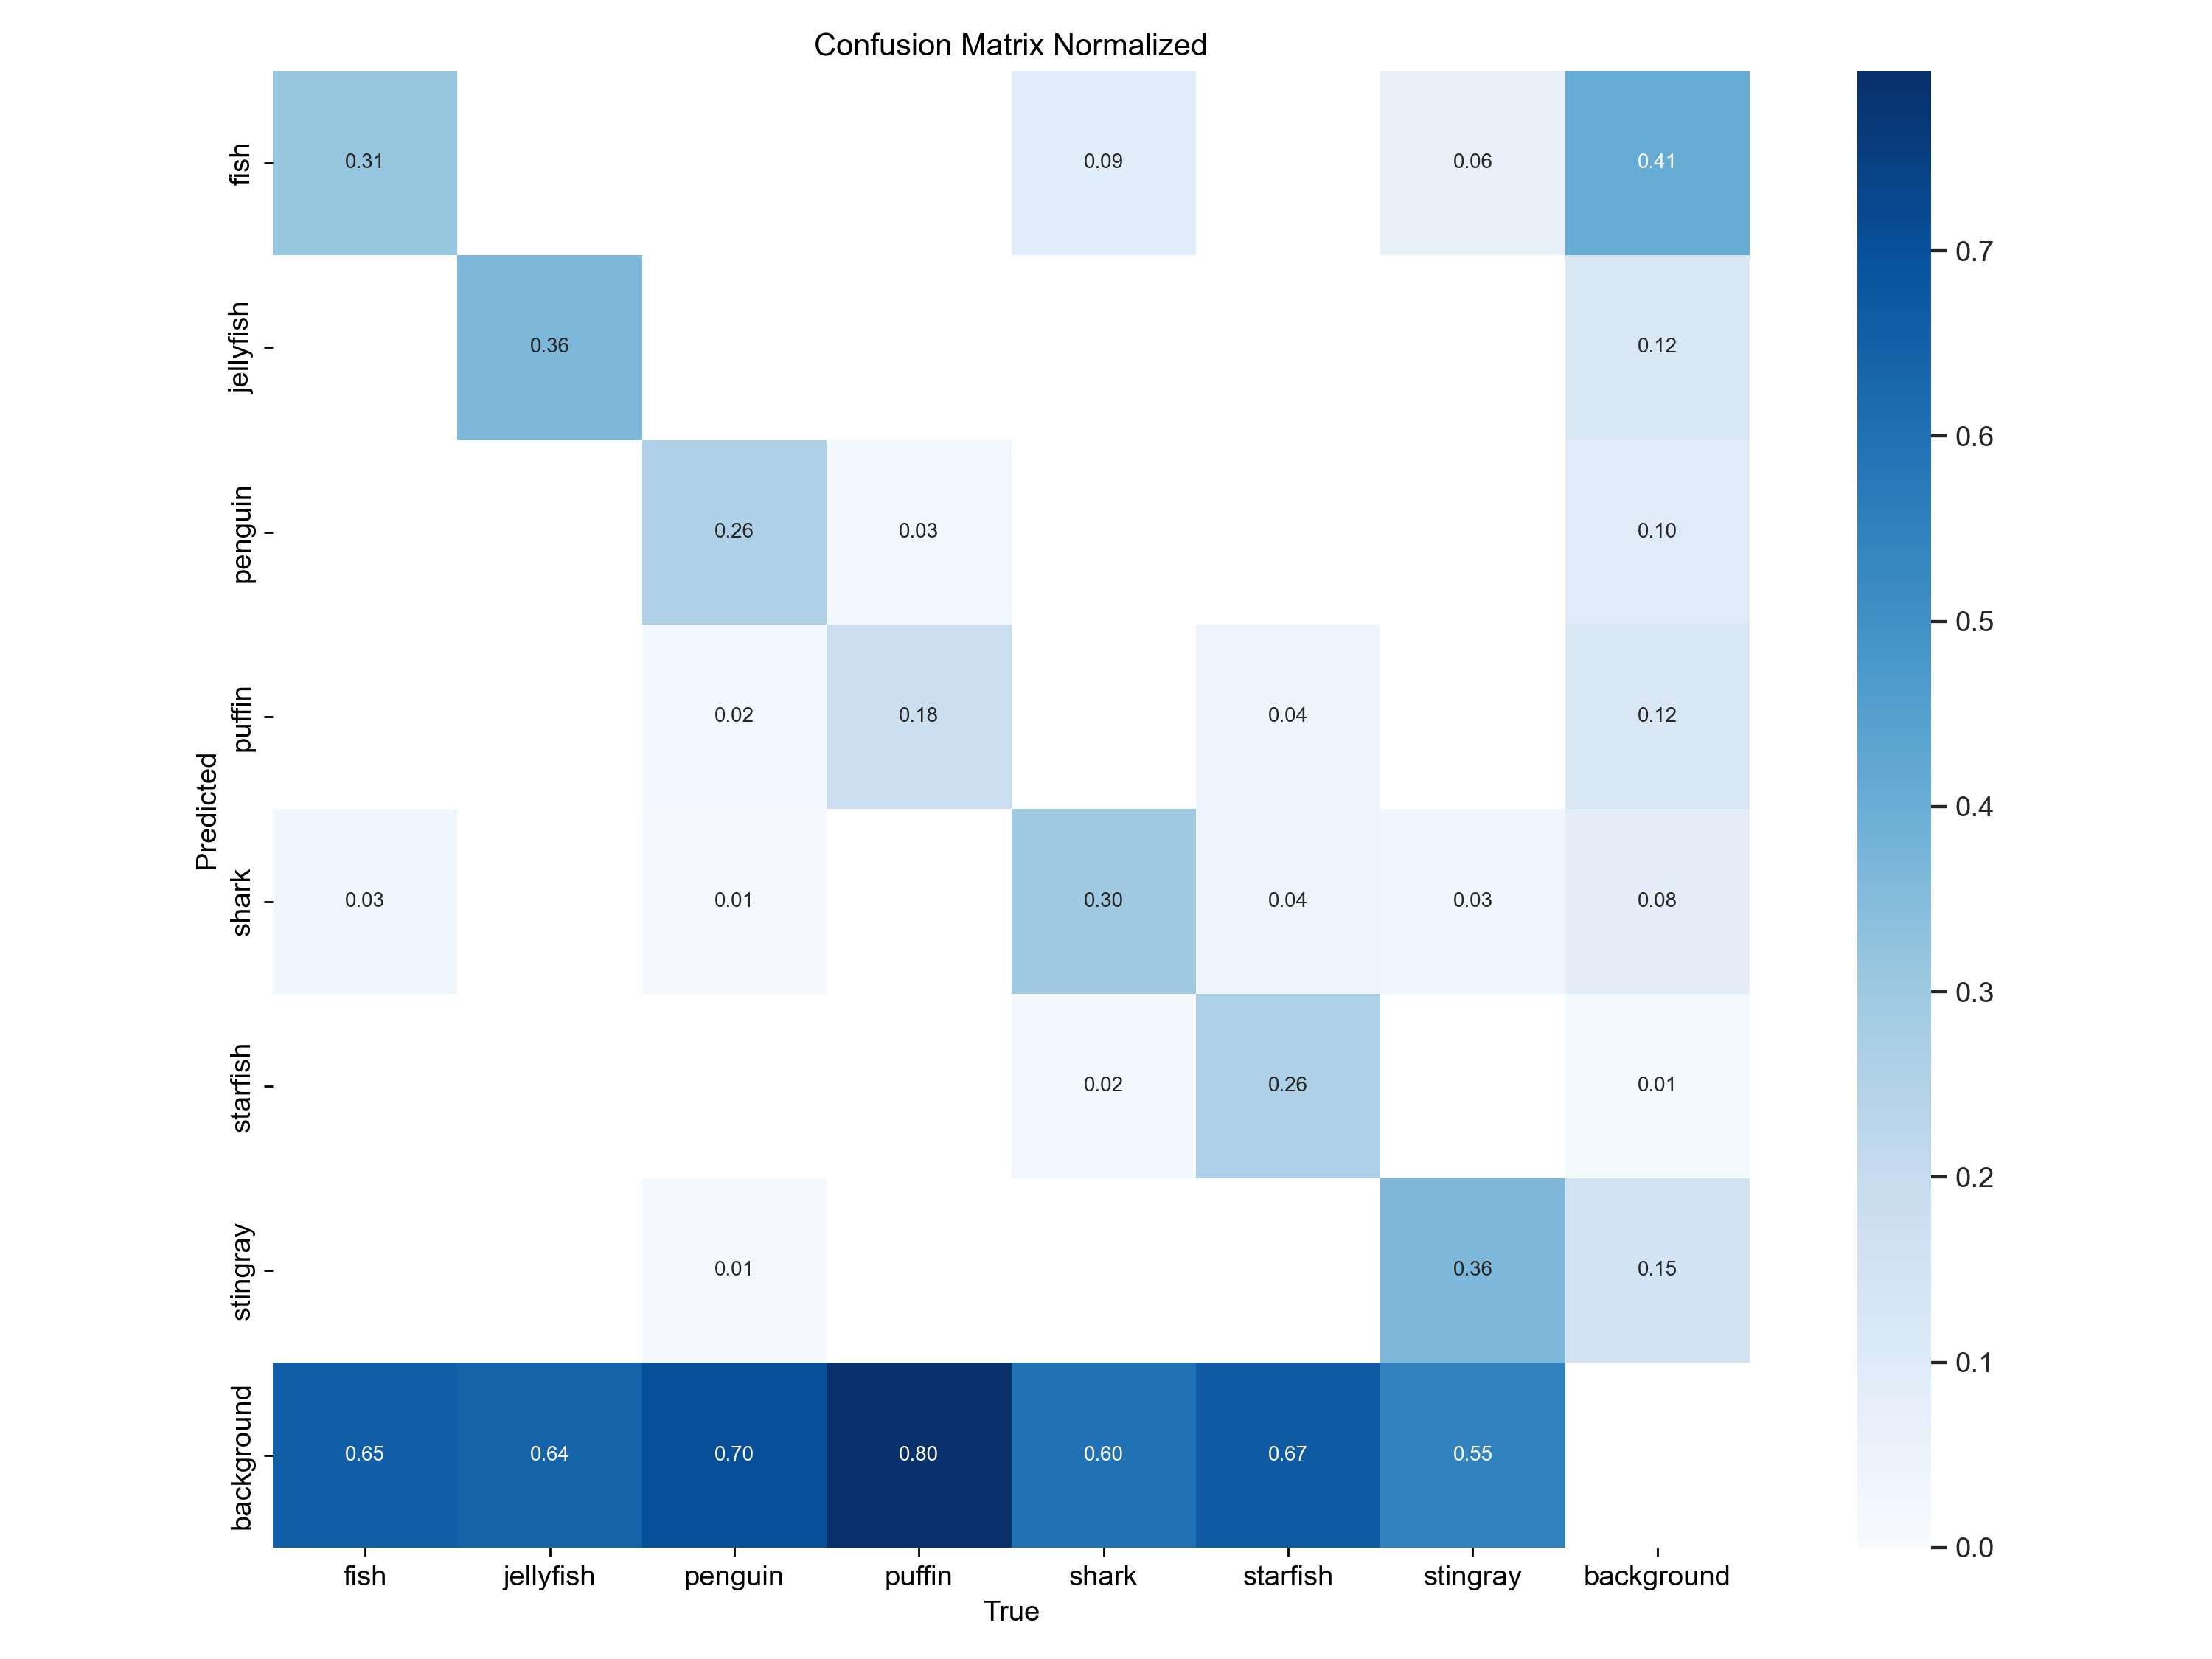 Confusion Matrix Normalized
fish 0.31 0.09 0.06 0.41
jellyfish 0.36 0.12
penguin 0.26 0.03 0.10
puffin 0.02 0.18 0.04 0.12
shark 0.03 0.01 0.30 0.04 0.03 0.08
starfish 0.02 0.26 0.01
stingray 0.01 0.36 0.15
background 0.65 0.64 0.70 0.80 0.60 0.67 0.55
Predicted
fish jellyfish penguin puffin shark starfish stingray background
True
0.7
0.6
0.5
0.4
0.3
0.2
0.1
0.0